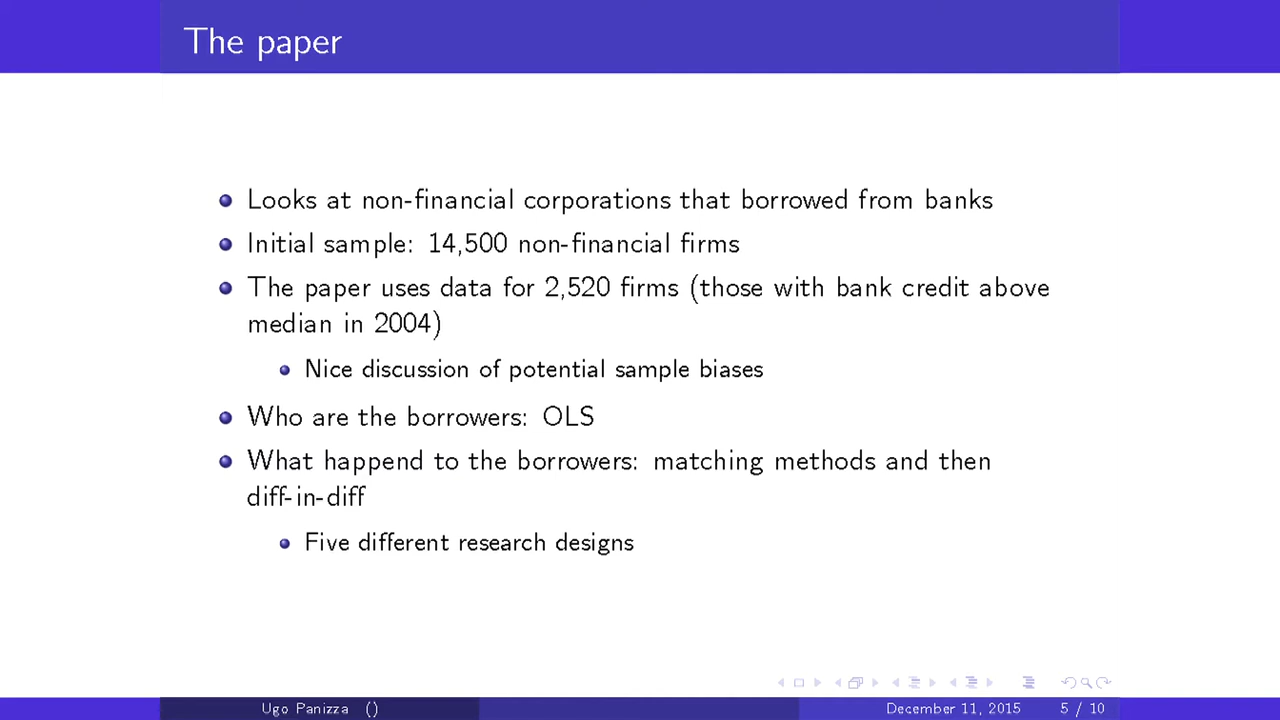 The paper
Looks at non-financial corporations that borrowed from banks
Initial sample: 14,500 non-financial firms
The paper uses data for 2,520 firms (those with bank credit above
median in 2004)
Nice discussion of potential sample biases
Who are the borrowers: OLS
What happend to the borrowers: matching methods and then
diff-in-diff
Five different research designs
Ugo Panizza () December 11, 2015 5 / 10